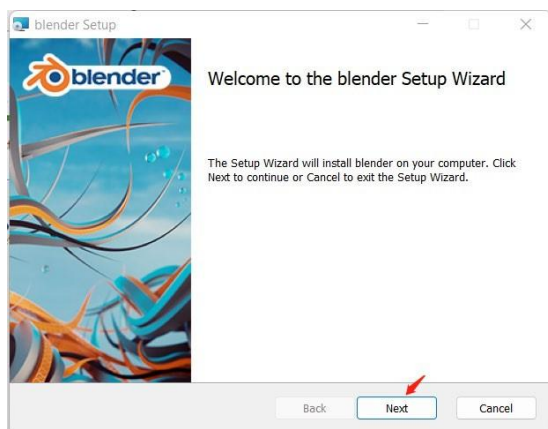 blender Setup
blender
Welcome to the blender Setup Wizard
The Setup Wizard will install blender on your computer. Click
Next to continue or Cancel to exit the Setup Wizard.
Back
Next
Cancel